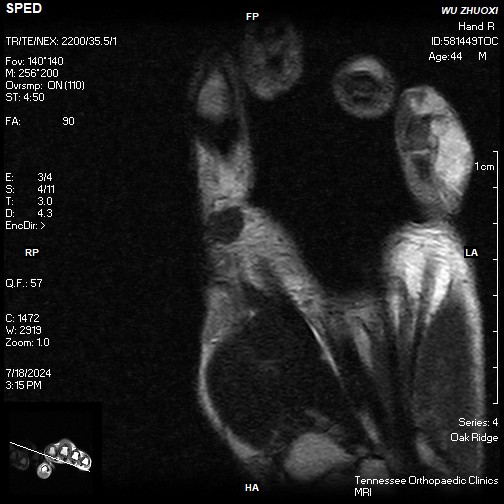 SPED
FP
WU ZHUOXI
Hand R
TR/TE/NEX: 2200/35.5/1
ID:581449TOC
Age:44 M
Fov: 140*140
M: 256*200
Ovrsmp: ON (110)
ST: 4:50
FA: 90
1cm
E: 3/4
S: 4/11
T: 3.0
D: 4.3
EncDir: >
RP
LA
Q.F.: 57
C: 1472
W: 2919
Zoom: 1.0
7/18/2024
3:15 PM
Series: 4
Oak Ridge
Tennessee Orthopaedic Clinics
MRI
HA